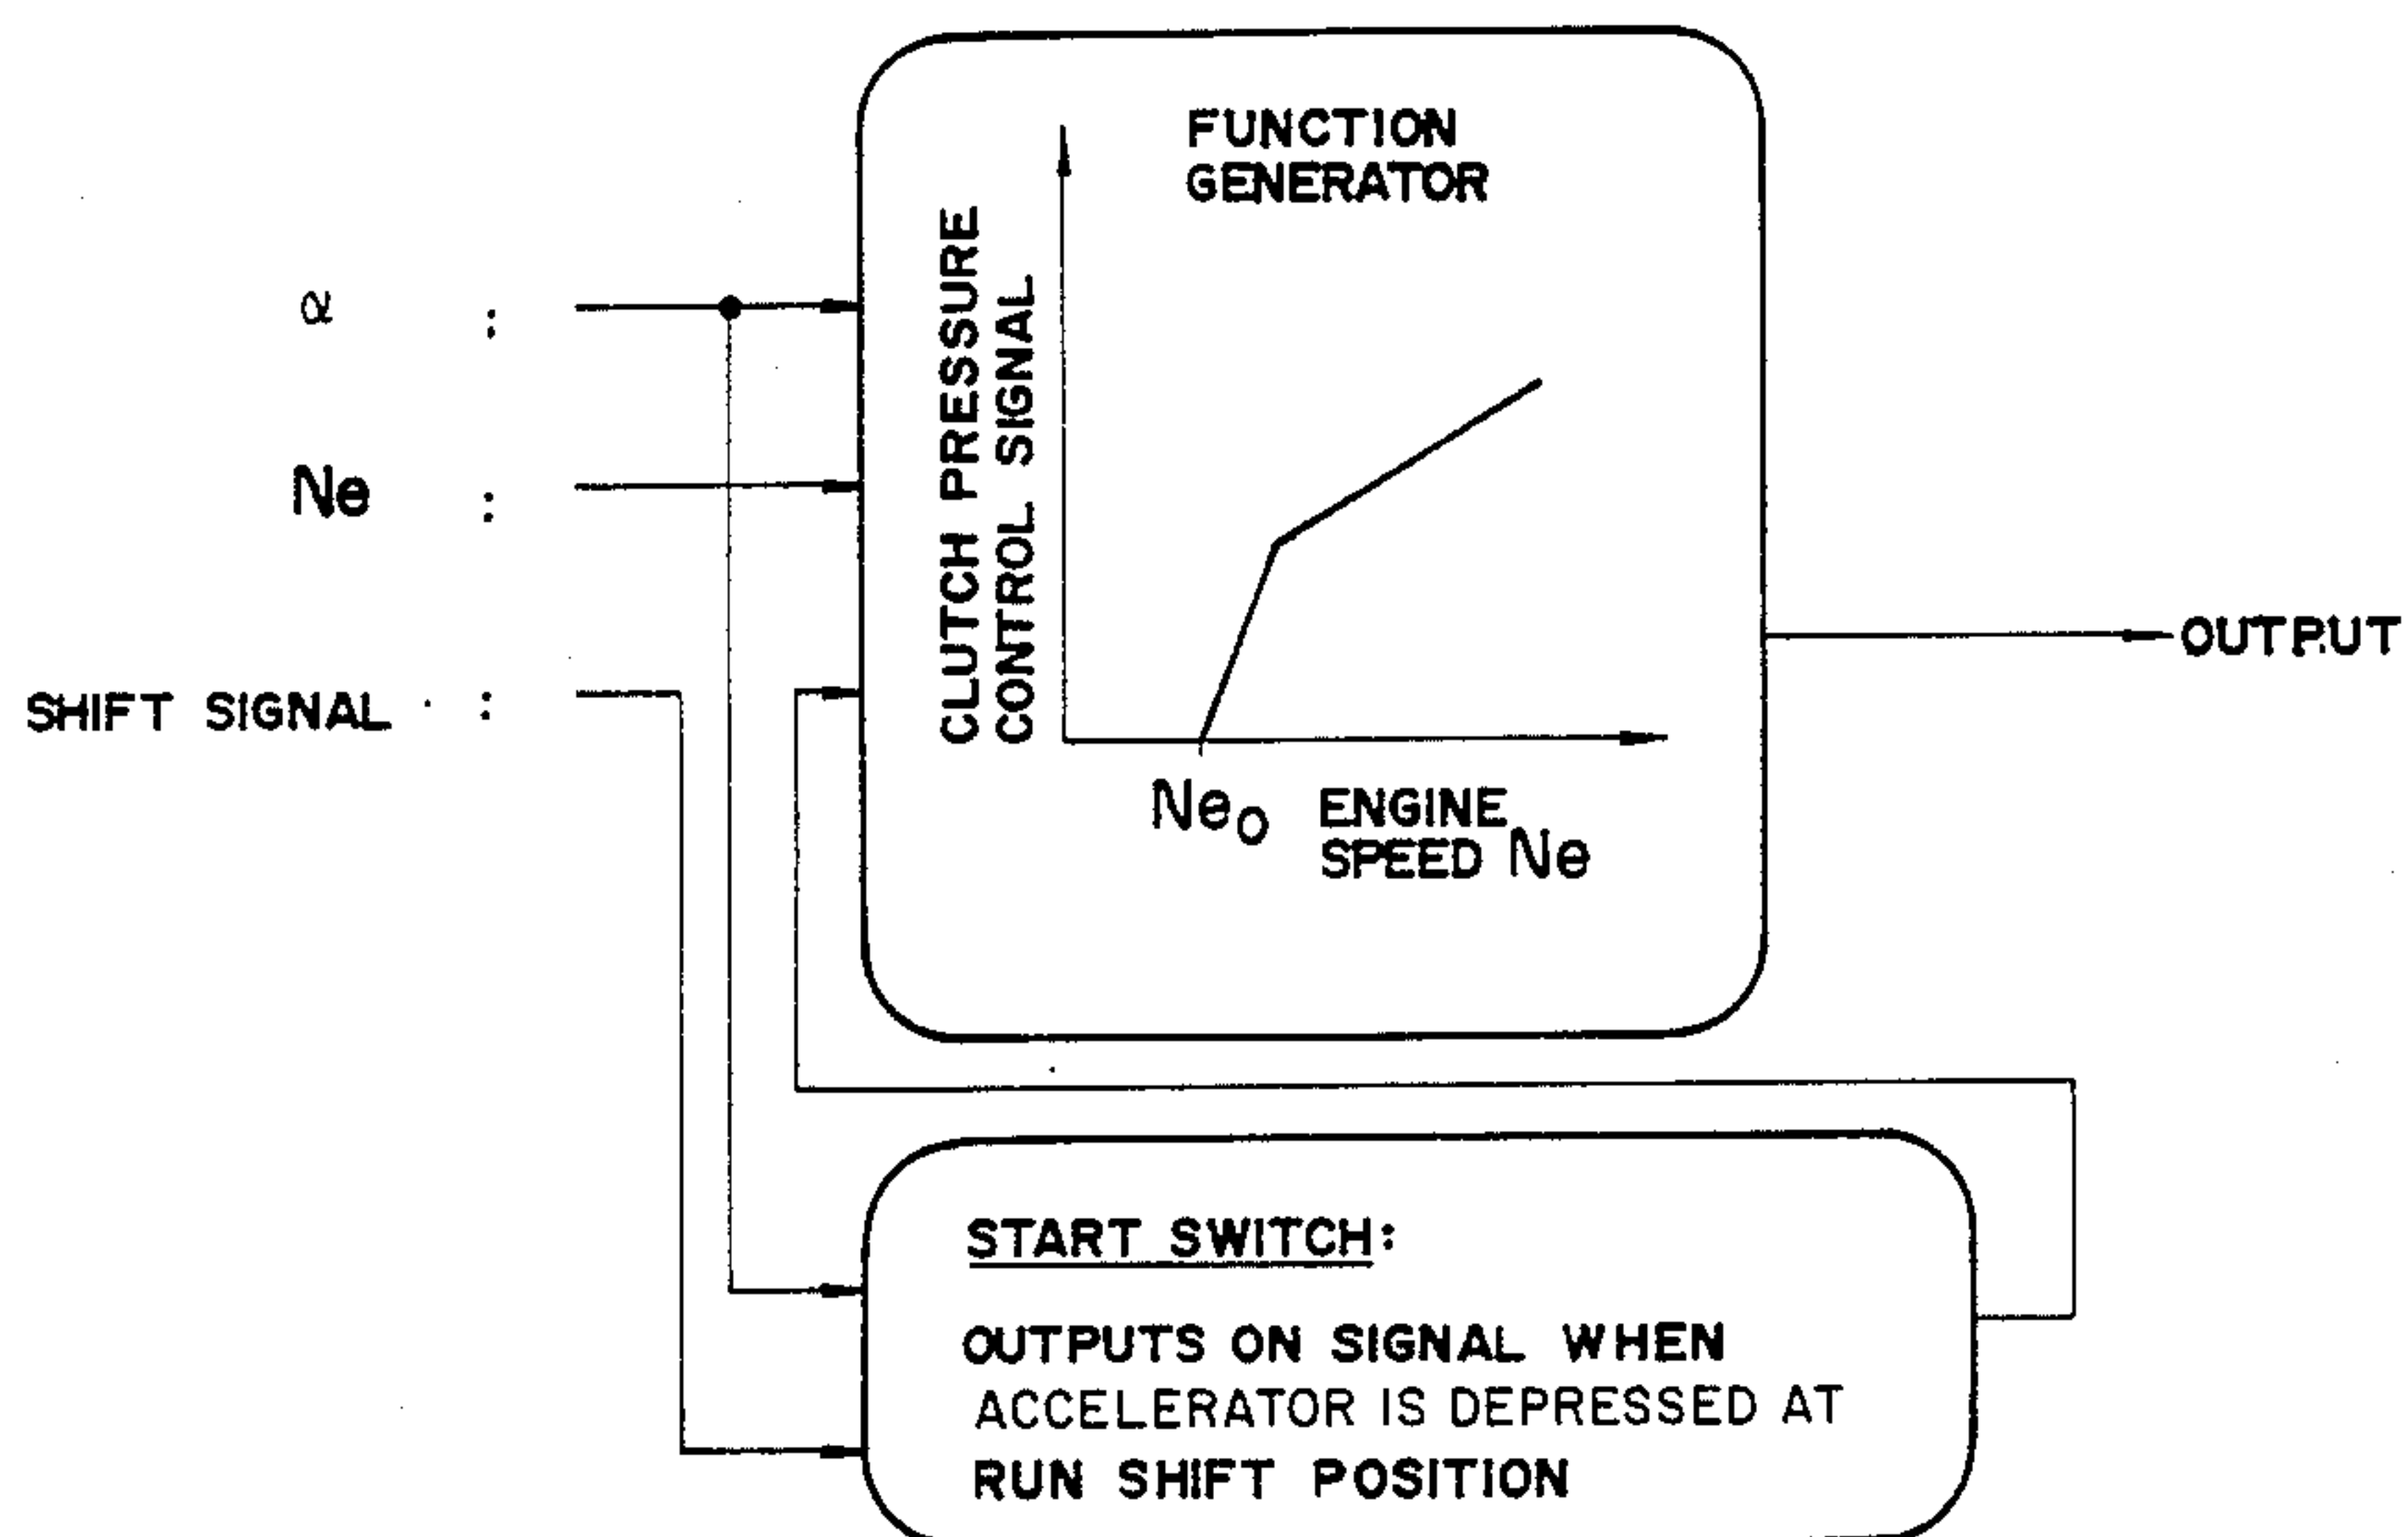 FUNCTION
GENERATOR
CLUTCH PRESSURE
CONTROL SIGNAL
α :
Ne :
SHIFT SIGNAL :
OUTPUT
Ne₀
ENGINE
SPEED Ne
START SWITCH:
OUTPUTS ON SIGNAL WHEN
ACCELERATOR IS DEPRESSED AT
RUN SHIFT POSITION